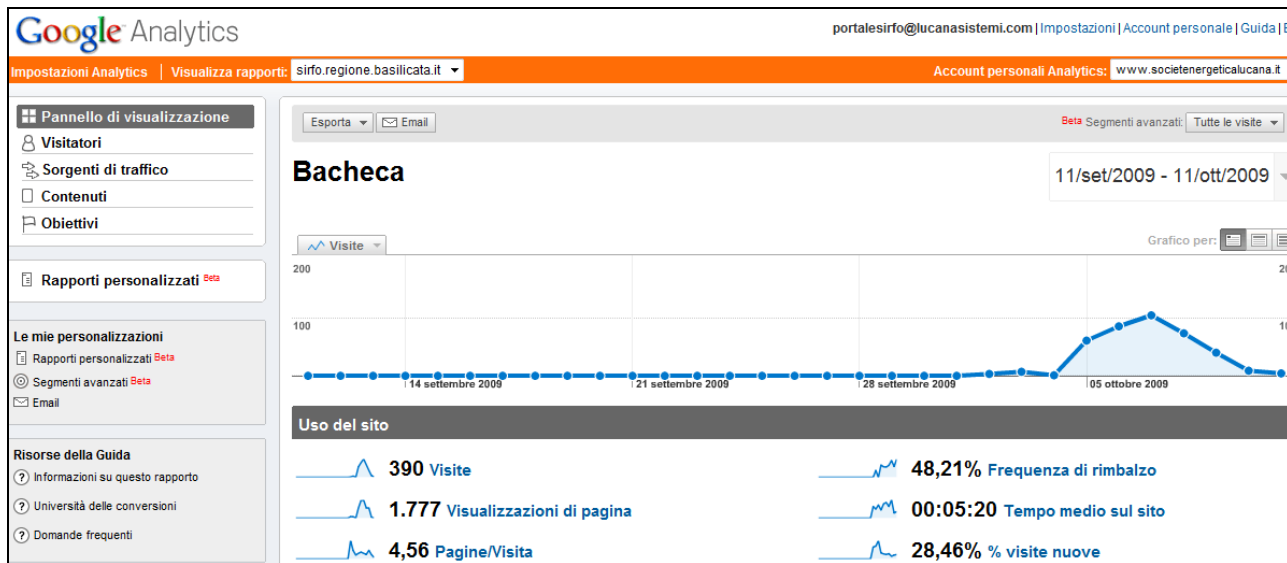 Google Analytics
portalesirfo@lucanasistemi.com | Impostazioni | Account personale | Guida |
Impostazioni Analytics | Visualizza rapporti: sirfo.regione.basilicata.it
Account personali Analytics: www.societenergeticalucana.it
Pannello di visualizzazione
Visitatori
Sorgenti di traffico
Contenuti
Obiettivi
Rapporti personalizzati Beta
Le mie personalizzazioni
Rapporti personalizzati Beta
Segmenti avanzati Beta
Email
Risorse della Guida
Informazioni su questo rapporto
Università delle conversioni
Domande frequenti
Esporta Email
Beta Segmenti avanzati: Tutte le visite
Bacheca
11/set/2009 - 11/ott/2009
Visite
Grafico per:
200
100
14 settembre 2009 21 settembre 2009 28 settembre 2009 05 ottobre 2009
Uso del sito
390 Visite
48,21% Frequenza di rimbalzo
1.777 Visualizzazioni di pagina
00:05:20 Tempo medio sul sito
4,56 Pagine/Visita
28,46% % visite nuove